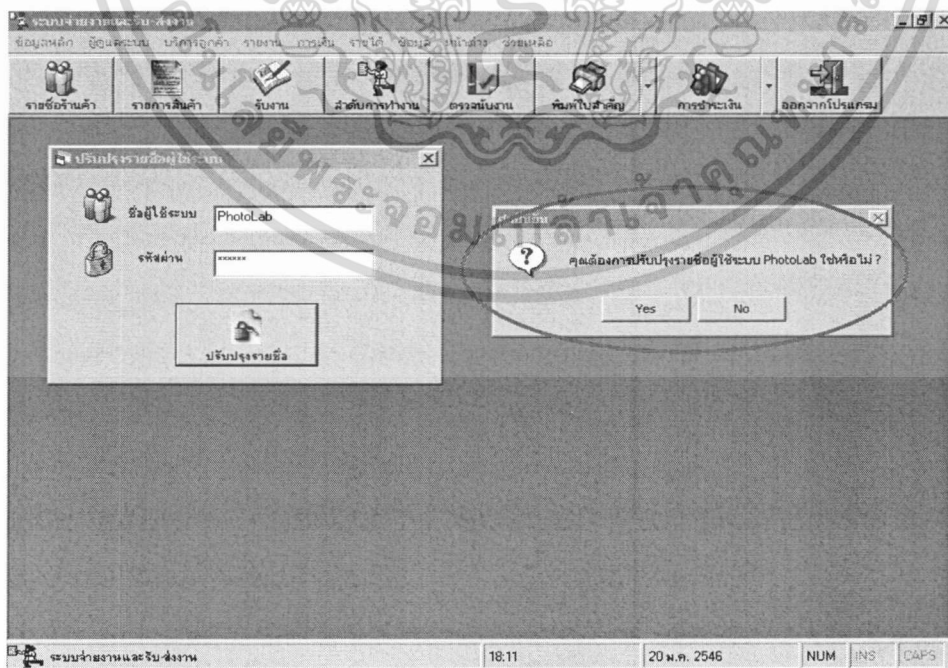 ระบบจ่ายงานและรับ-ส่งงาน
ข้อมูลหลัก ผู้ดูแลระบบ บริการลูกค้า รายงาน การเงิน รายได้ ข้อมูล หน้าต่าง ช่วยเหลือ
รายชื่อร้านค้า รายการสินค้า รับงาน ลำดับการทำงาน ตรวจนับงาน พิมพ์ใบสำคัญ การชำระเงิน ออกจากโปรแกรม
ปรับปรุงรายชื่อผู้ใช้ระบบ
ชื่อผู้ใช้ระบบ PhotoLab
รหัสผ่าน ******
ปรับปรุงรายชื่อ
คุณต้องการปรับปรุงรายชื่อผู้ใช้ระบบ PhotoLab ใช่หรือไม่ ?
Yes No
ระบบจ่ายงานและรับ-ส่งงาน 18:11 20 ม.ค. 2546 NUM INS CAPS